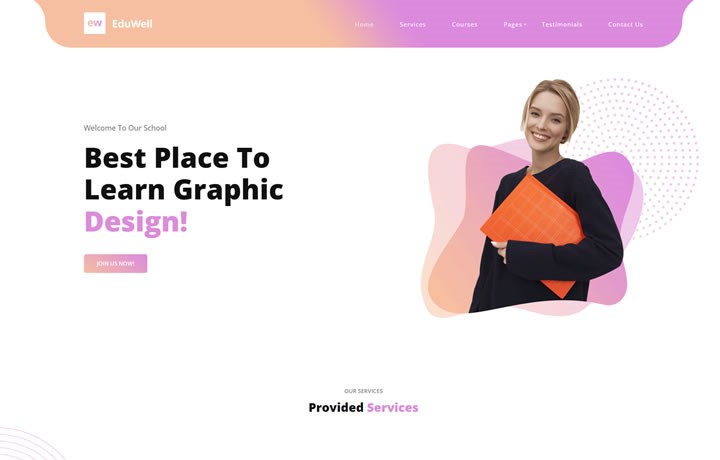 ew EduWell
Home Services Courses Pages Testimonials Contact Us
Welcome To Our School
Best Place To
Learn Graphic
Design!
JOIN US NOW!
OUR SERVICES
Provided Services